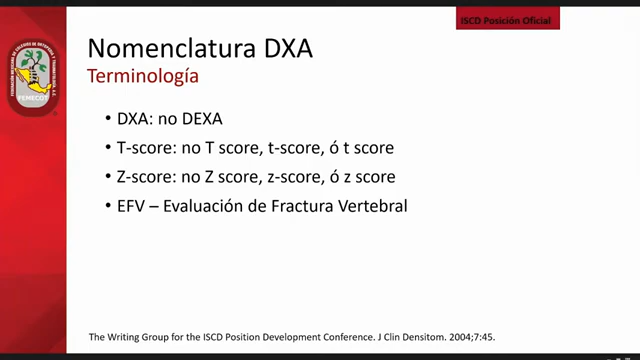 ISCD Posición Oficial
Nomenclatura DXA
Terminología
FEMECOT
• DXA: no DEXA
• T-score: no T score, t-score, ó t score
• Z-score: no Z score, z-score, ó z score
• EFV – Evaluación de Fractura Vertebral
The Writing Group for the ISCD Position Development Conference. J Clin Densitom. 2004;7:45.